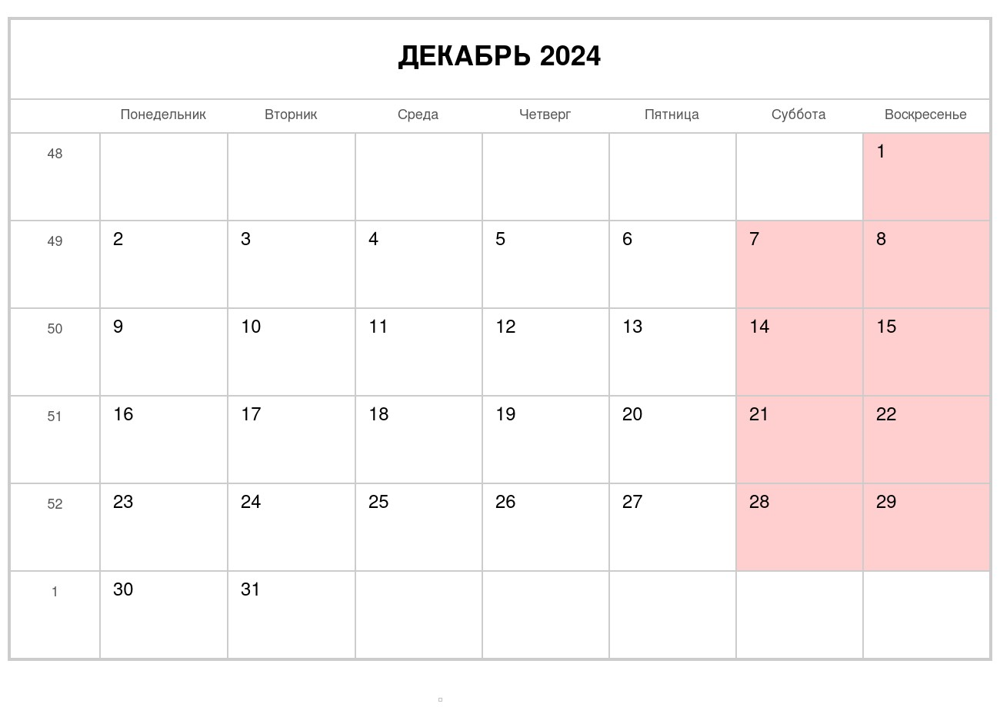 ДЕКАБРЬ 2024
Понедельник Вторник Среда Четверг Пятница Суббота Воскресенье
48 1
49 2 3 4 5 6 7 8
50 9 10 11 12 13 14 15
51 16 17 18 19 20 21 22
52 23 24 25 26 27 28 29
1 30 31